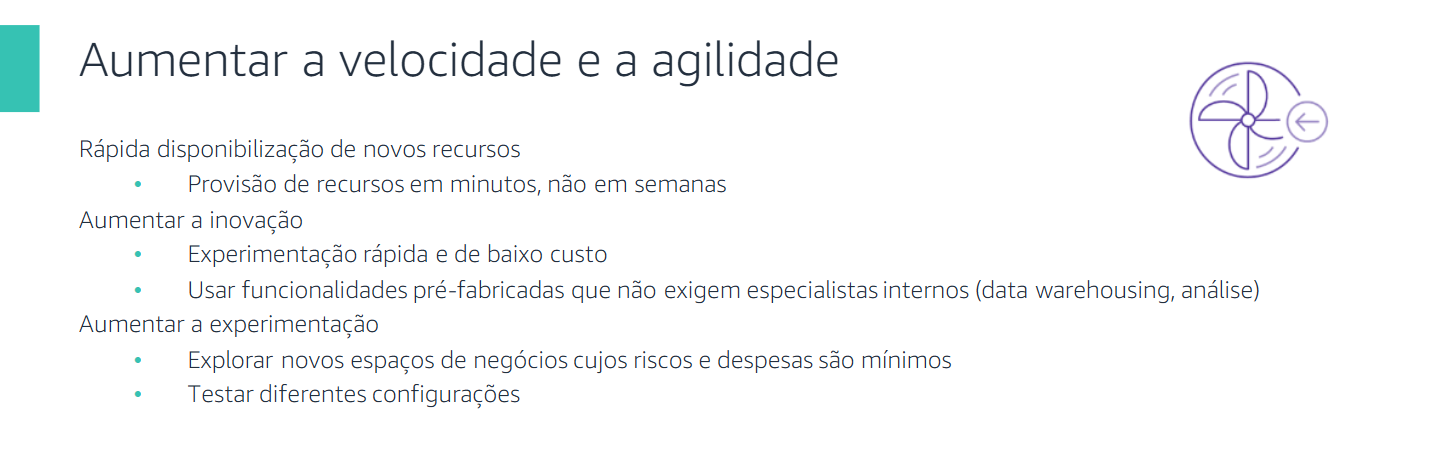 Aumentar a velocidade e a agilidade
Rápida disponibilização de novos recursos
• Provisão de recursos em minutos, não em semanas
Aumentar a inovação
• Experimentação rápida e de baixo custo
• Usar funcionalidades pré-fabricadas que não exigem especialistas internos (data warehousing, análise)
Aumentar a experimentação
• Explorar novos espaços de negócios cujos riscos e despesas são mínimos
• Testar diferentes configurações